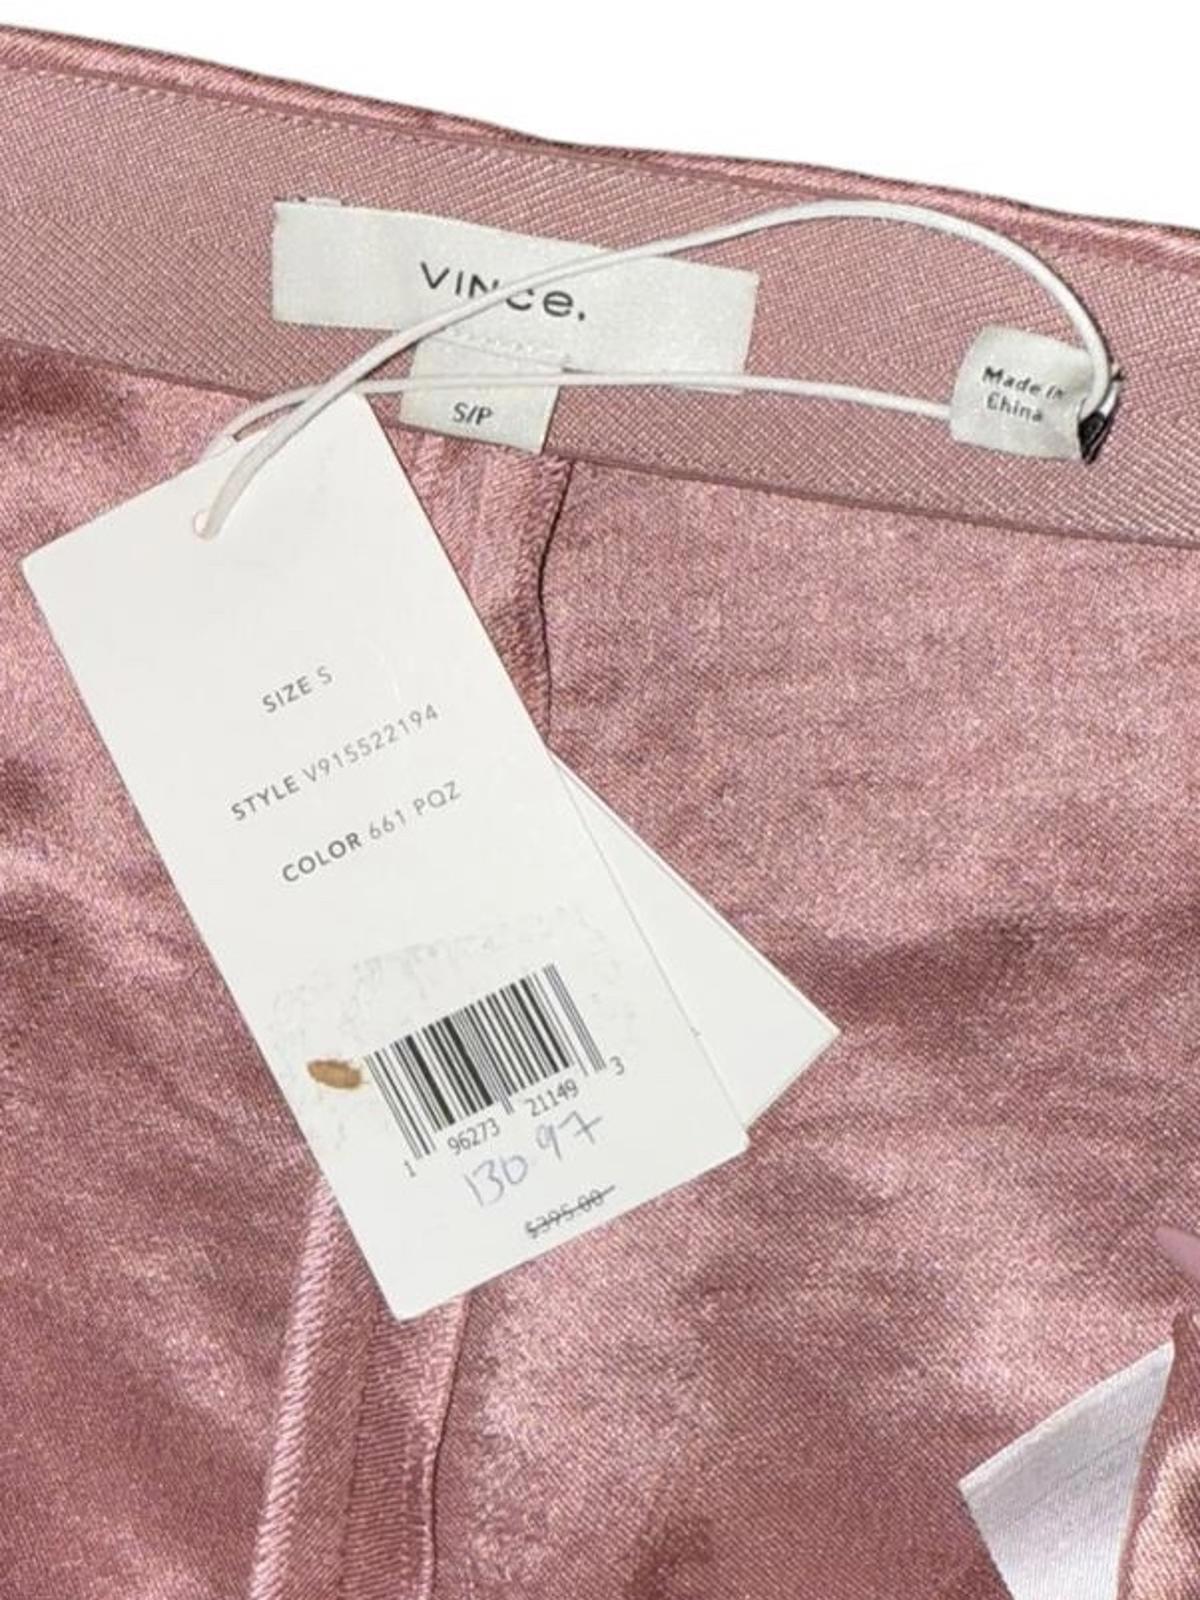 VINCE.
S/P
Made in
China
SIZE S
STYLE V915522194
COLOR 661 PQZ
1 96273 21149 3
130 97
$395.00